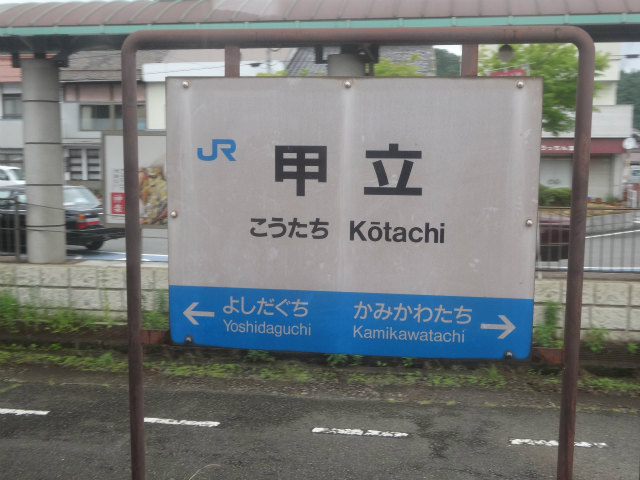 JR 甲立
こうたち Kōtachi
← よしだぐち かみかわたち →
Yoshidaguchi Kamikawatachi